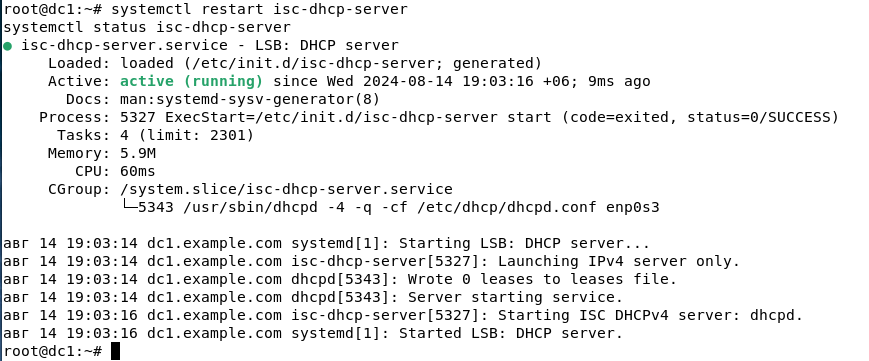 root@dc1:~# systemctl restart isc-dhcp-server
systemctl status isc-dhcp-server
● isc-dhcp-server.service - LSB: DHCP server
     Loaded: loaded (/etc/init.d/isc-dhcp-server; generated)
     Active: active (running) since Wed 2024-08-14 19:03:16 +06; 9ms ago
       Docs: man:systemd-sysv-generator(8)
    Process: 5327 ExecStart=/etc/init.d/isc-dhcp-server start (code=exited, status=0/SUCCESS)
      Tasks: 4 (limit: 2301)
     Memory: 5.9M
        CPU: 60ms
     CGroup: /system.slice/isc-dhcp-server.service
             └─5343 /usr/sbin/dhcpd -4 -q -cf /etc/dhcp/dhcpd.conf enp0s3

авг 14 19:03:14 dc1.example.com systemd[1]: Starting LSB: DHCP server...
авг 14 19:03:14 dc1.example.com isc-dhcp-server[5327]: Launching IPv4 server only.
авг 14 19:03:14 dc1.example.com dhcpd[5343]: Wrote 0 leases to leases file.
авг 14 19:03:14 dc1.example.com dhcpd[5343]: Server starting service.
авг 14 19:03:16 dc1.example.com isc-dhcp-server[5327]: Starting ISC DHCPv4 server: dhcpd.
авг 14 19:03:16 dc1.example.com systemd[1]: Started LSB: DHCP server.
root@dc1:~#